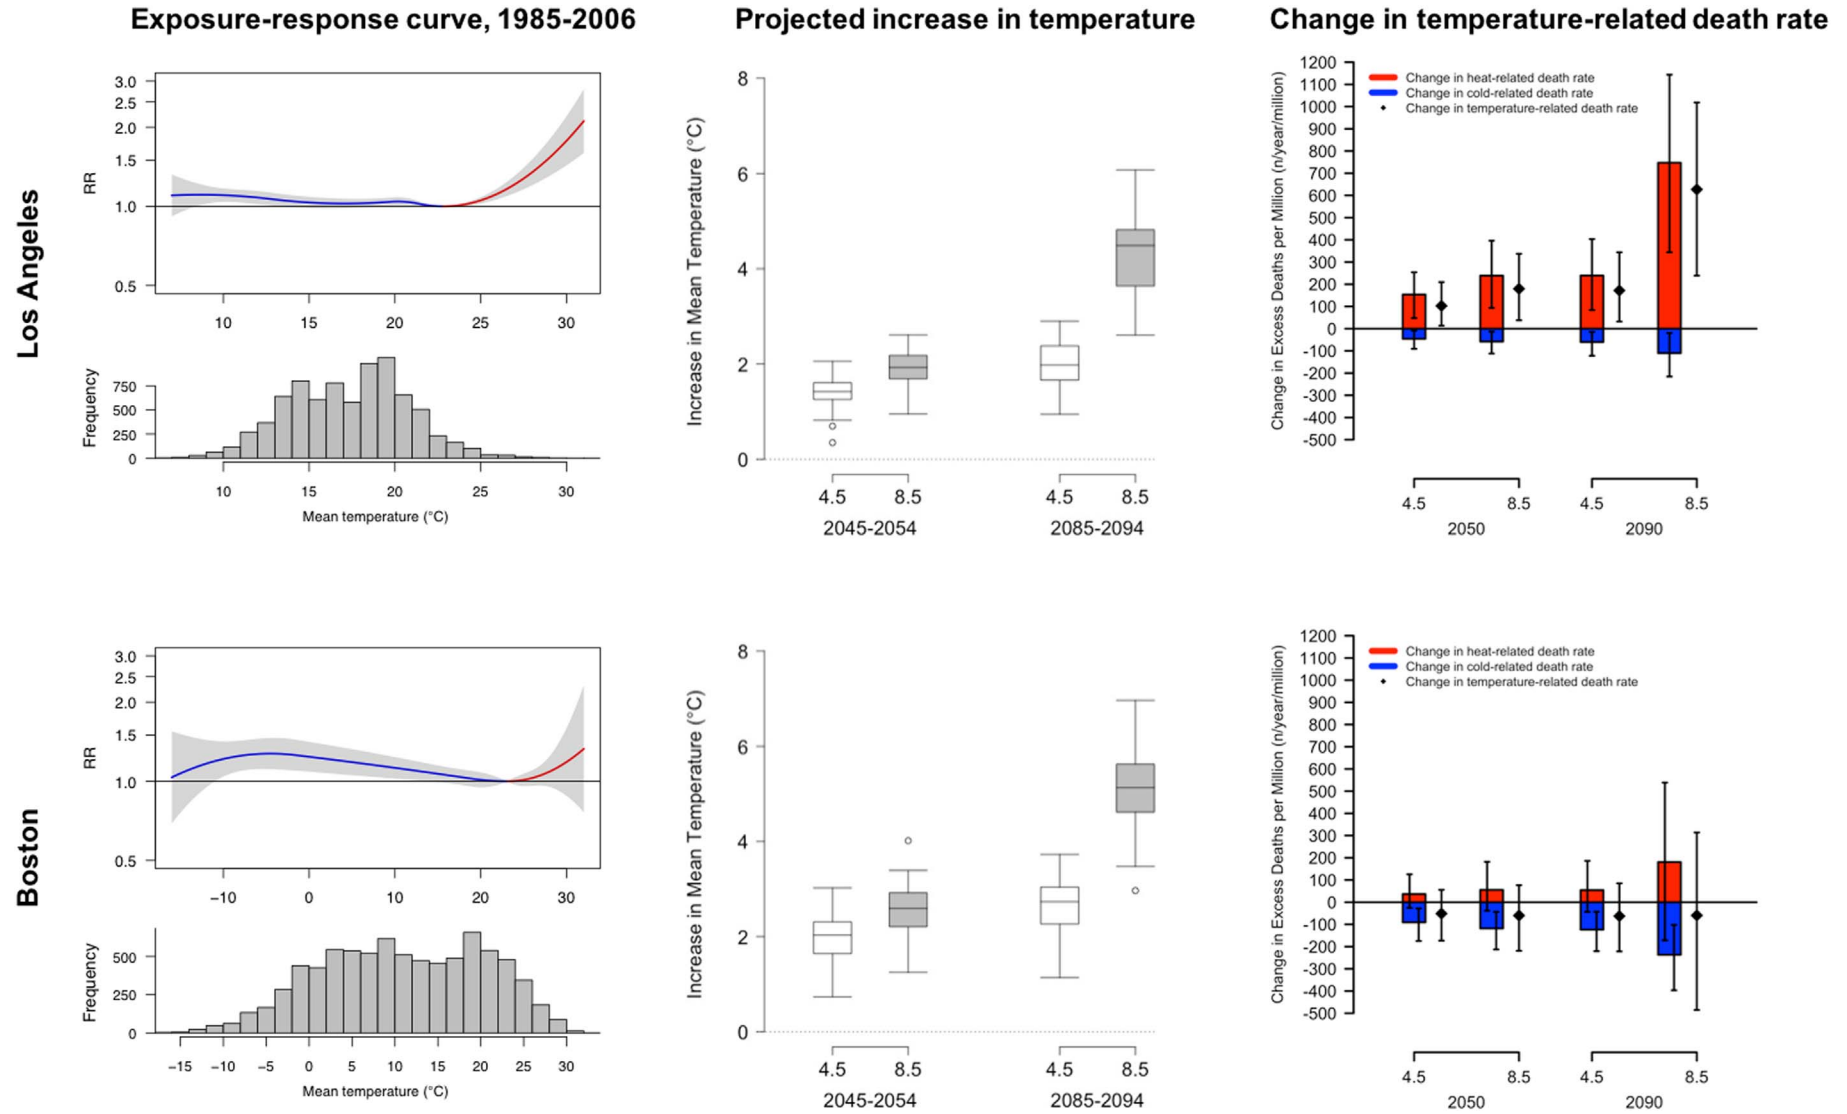 Exposure-response curve, 1985-2006
Projected increase in temperature
Change in temperature-related death rate
Los Angeles
RR
3.0
2.5
2.0
1.5
1.0
0.5
10 15 20 25 30
Frequency
750
500
250
0
10 15 20 25 30
Mean temperature (°C)
Increase in Mean Temperature (°C)
8
6
4
2
0
4.5 8.5 4.5 8.5
2045-2054 2085-2094
Change in Excess Deaths per Million (n/year/million)
1200
1100
1000
900
800
700
600
500
400
300
200
100
0
-100
-200
-300
-400
-500
Change in heat-related death rate
Change in cold-related death rate
Change in temperature-related death rate
4.5 8.5 4.5 8.5
2050 2090
Boston
RR
3.0
2.5
2.0
1.5
1.0
0.5
−10 0 10 20 30
Frequency
500
250
0
−15 −10 −5 0 5 10 15 20 25 30
Mean temperature (°C)
Increase in Mean Temperature (°C)
8
6
4
2
0
4.5 8.5 4.5 8.5
2045-2054 2085-2094
Change in Excess Deaths per Million (n/year/million)
1200
1100
1000
900
800
700
600
500
400
300
200
100
0
-100
-200
-300
-400
-500
Change in heat-related death rate
Change in cold-related death rate
Change in temperature-related death rate
4.5 8.5 4.5 8.5
2050 2090